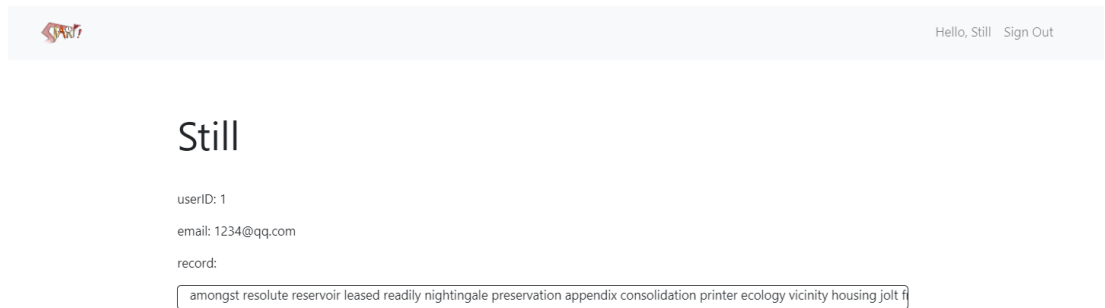 START!
Hello, Still Sign Out
Still
userID: 1
email: 1234@qq.com
record:
amongst resolute reservoir leased readily nightingale preservation appendix consolidation printer ecology vicinity housing jolt